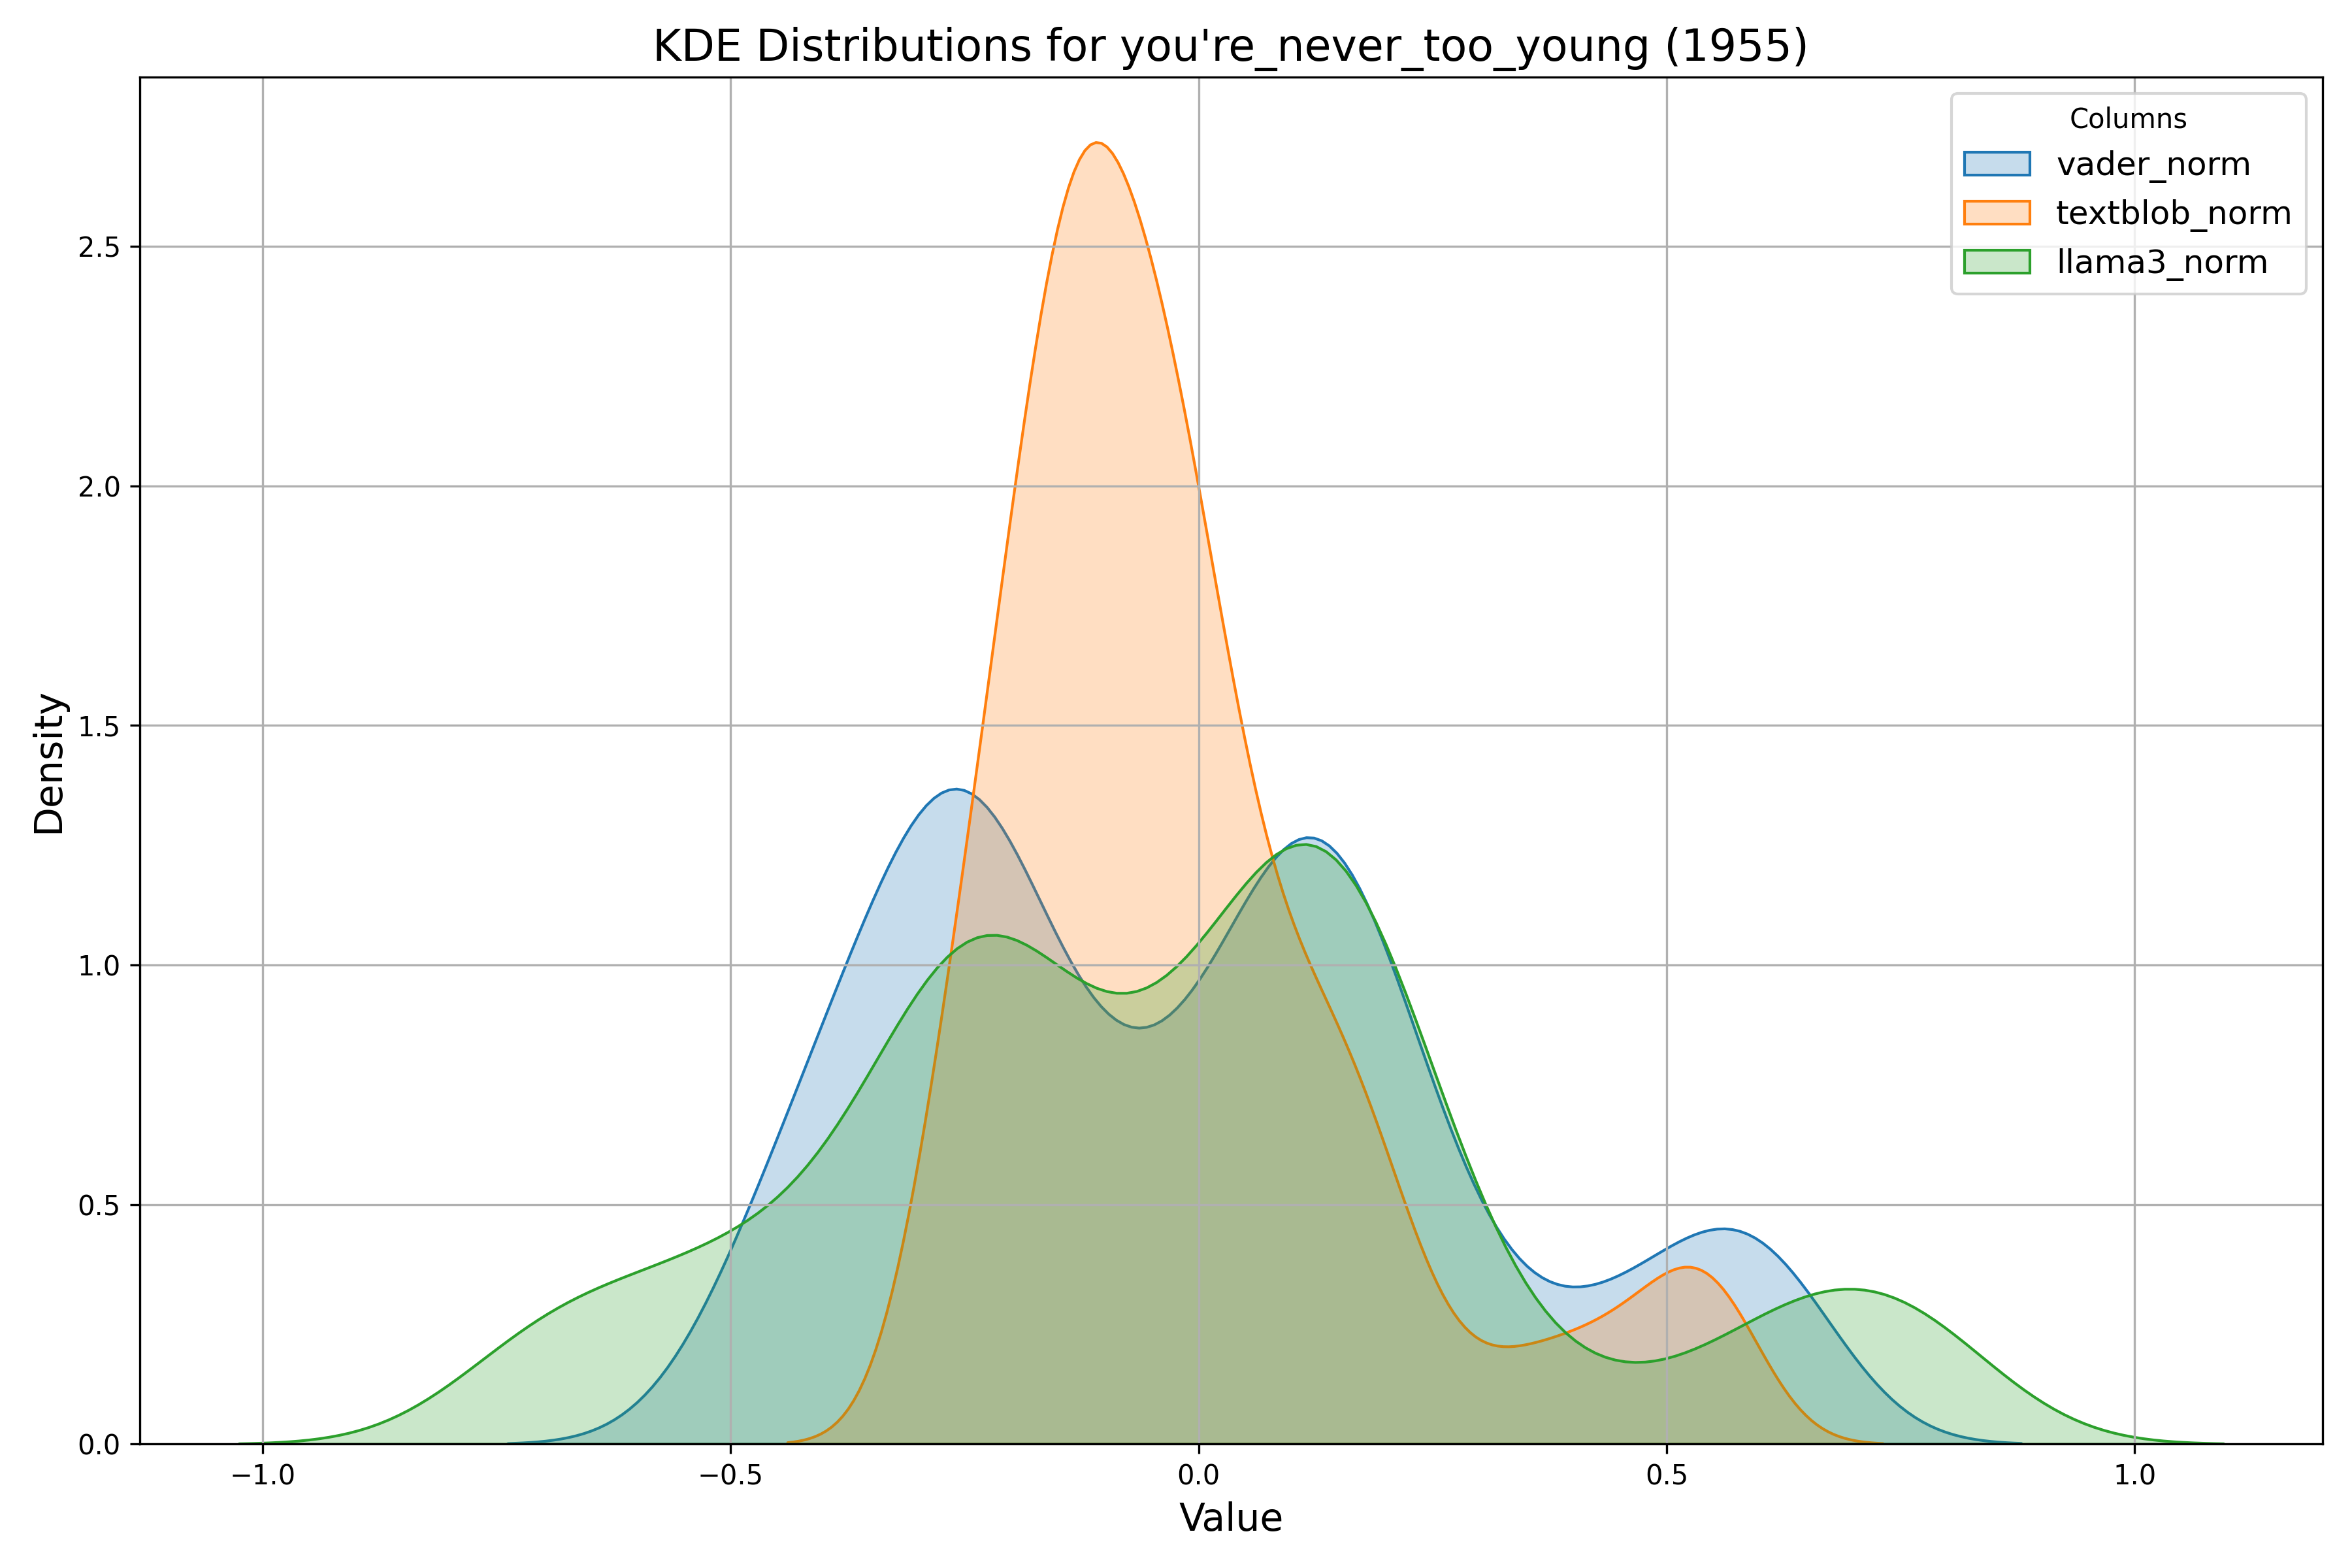 KDE Distributions for you're_never_too_young (1955)
Columns
vader_norm
textblob_norm
llama3_norm
Density
2.5
2.0
1.5
1.0
0.5
0.0
−1.0
−0.5
0.0
0.5
1.0
Value